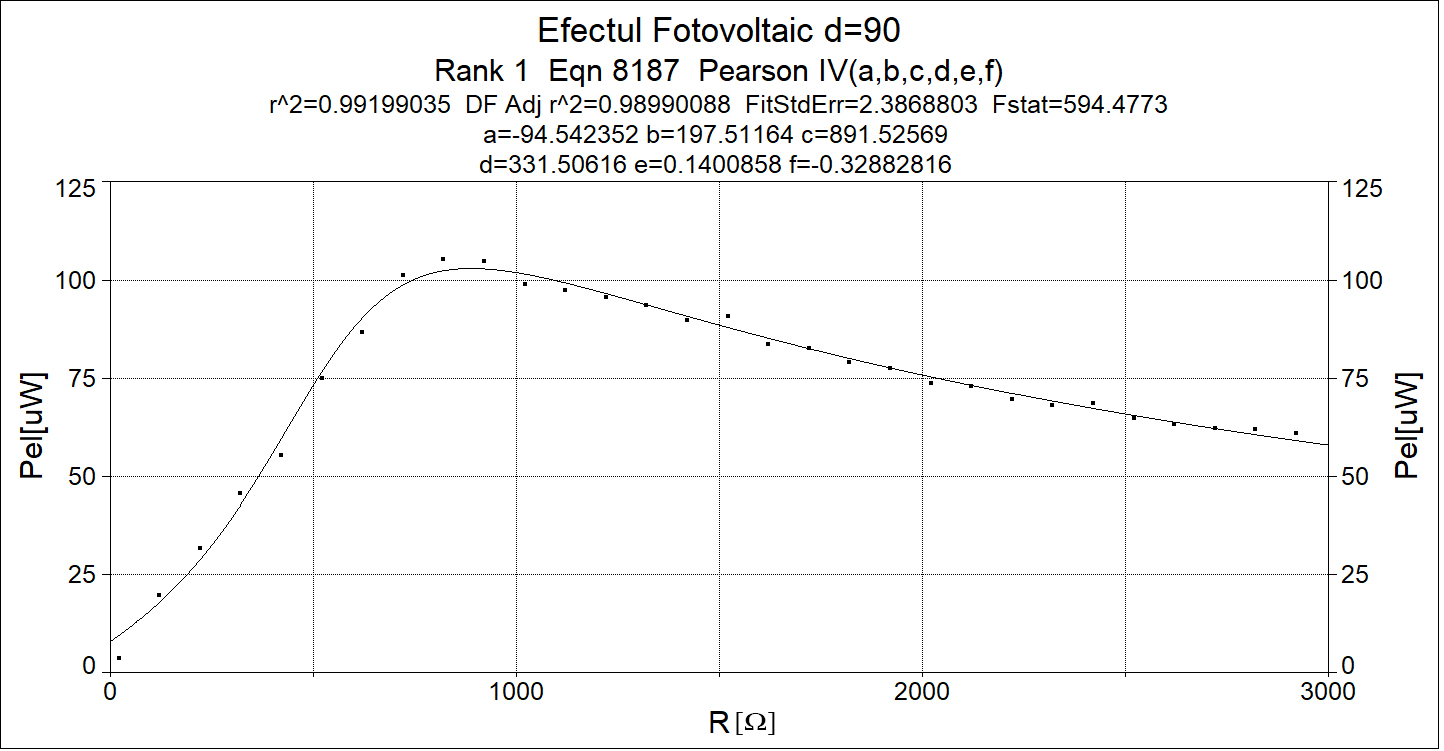 Efectul Fotovoltaic d=90
Rank 1 Eqn 8187 Pearson IV(a,b,c,d,e,f)
r^2=0.99199035 DF Adj r^2=0.98990088 FitStdErr=2.3868803 Fstat=594.4773
a=-94.542352 b=197.51164 c=891.52569
d=331.50616 e=0.1400858 f=-0.32882816
125 125
100 100
75 75
50 50
25 25
0 0
Pel[uW]
Pel[uW]
0 1000 2000 3000
R[Ω]